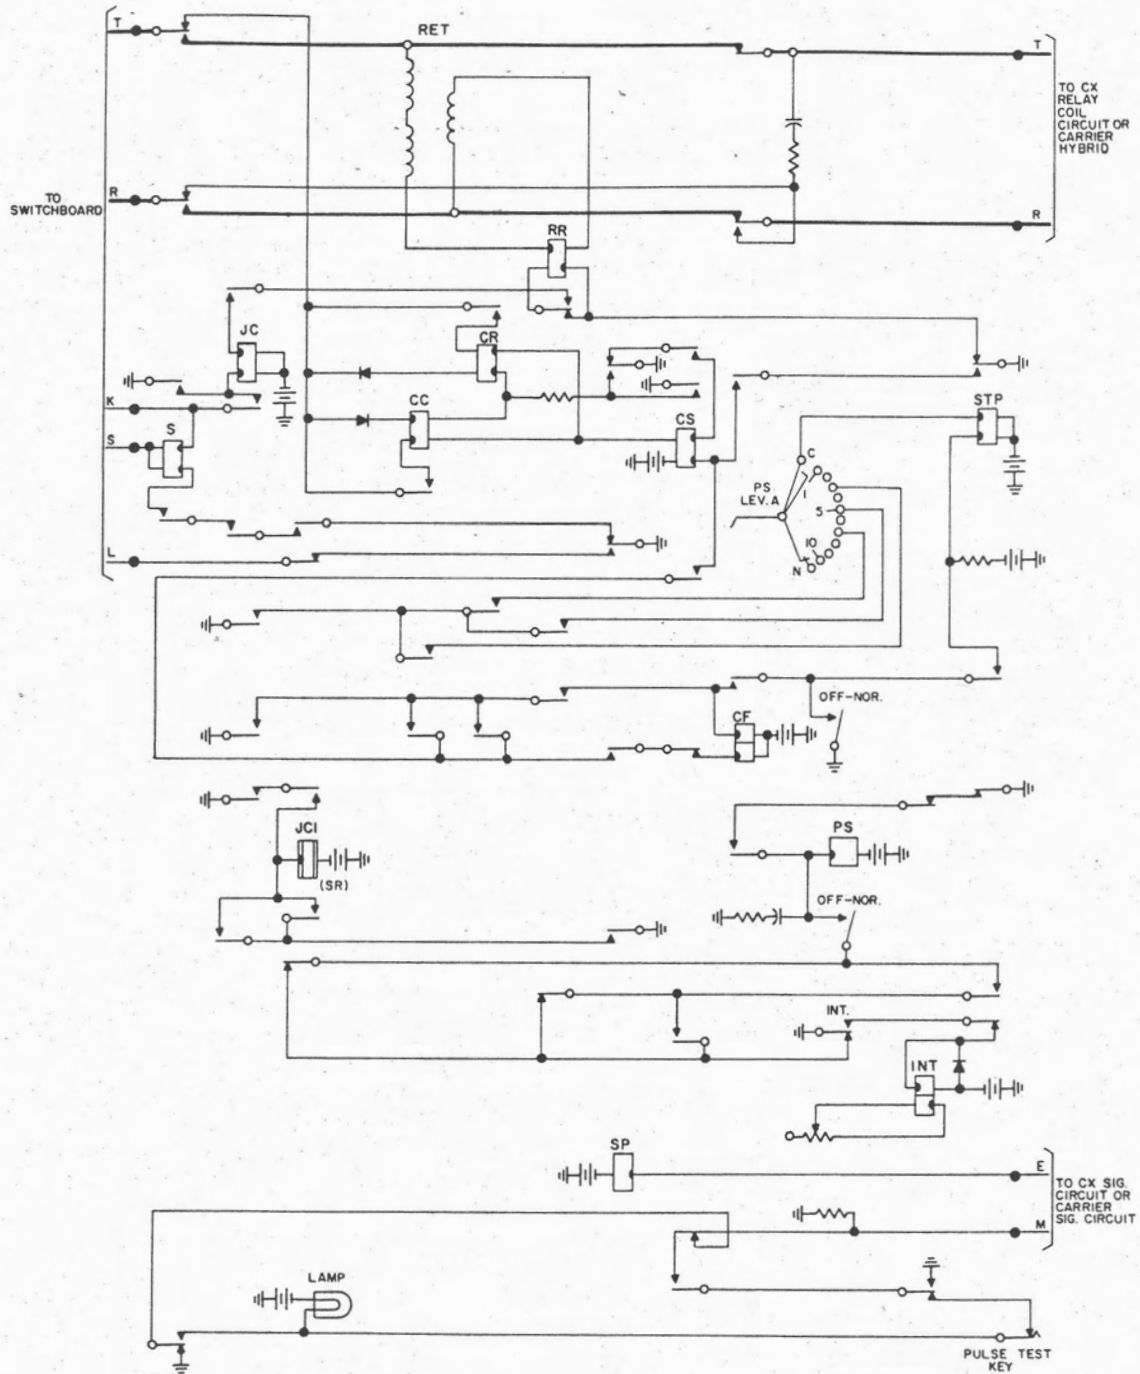 T
RET
T
TO CX
RELAY
COIL
CIRCUIT OR
CARRIER
HYBRID
R
TO
SWITCHBOARD
R
RR
JC
CR
K
CC
STP
S
S
CS
C
PS
LEV. A
1
5
10
N
L
OFF-NOR.
CF
JC1
(SR)
PS
OFF-NOR.
INT.
INT
SP
E
TO CX SIG.
CIRCUIT OR
CARRIER
SIG. CIRCUIT
M
LAMP
PULSE TEST
KEY